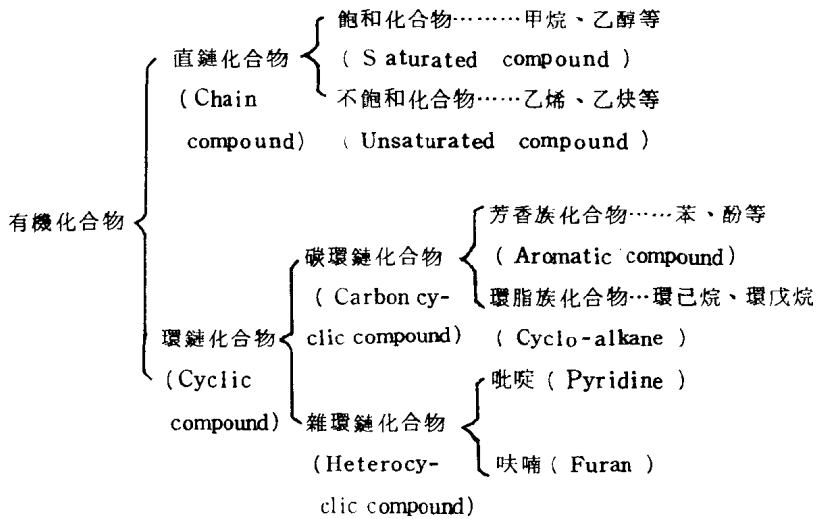 飽和化合物………甲烷、乙醇等
直鏈化合物
( Saturated compound )
(Chain
不飽和化合物……乙烯、乙炔等
compound)
( Unsaturated compound )
有機化合物
芳香族化合物……苯、酚等
碳環鏈化合物
( Aromatic compound)
( Carbon cy-
環脂族化合物…環已烷、環戊烷
環鏈化合物
clic compound)
( Cyclo-alkane )
(Cyclic
吡啶 ( Pyridine )
compound)
雜環鏈化合物
(Heterocy-
呋喃 ( Furan )
clic compound)